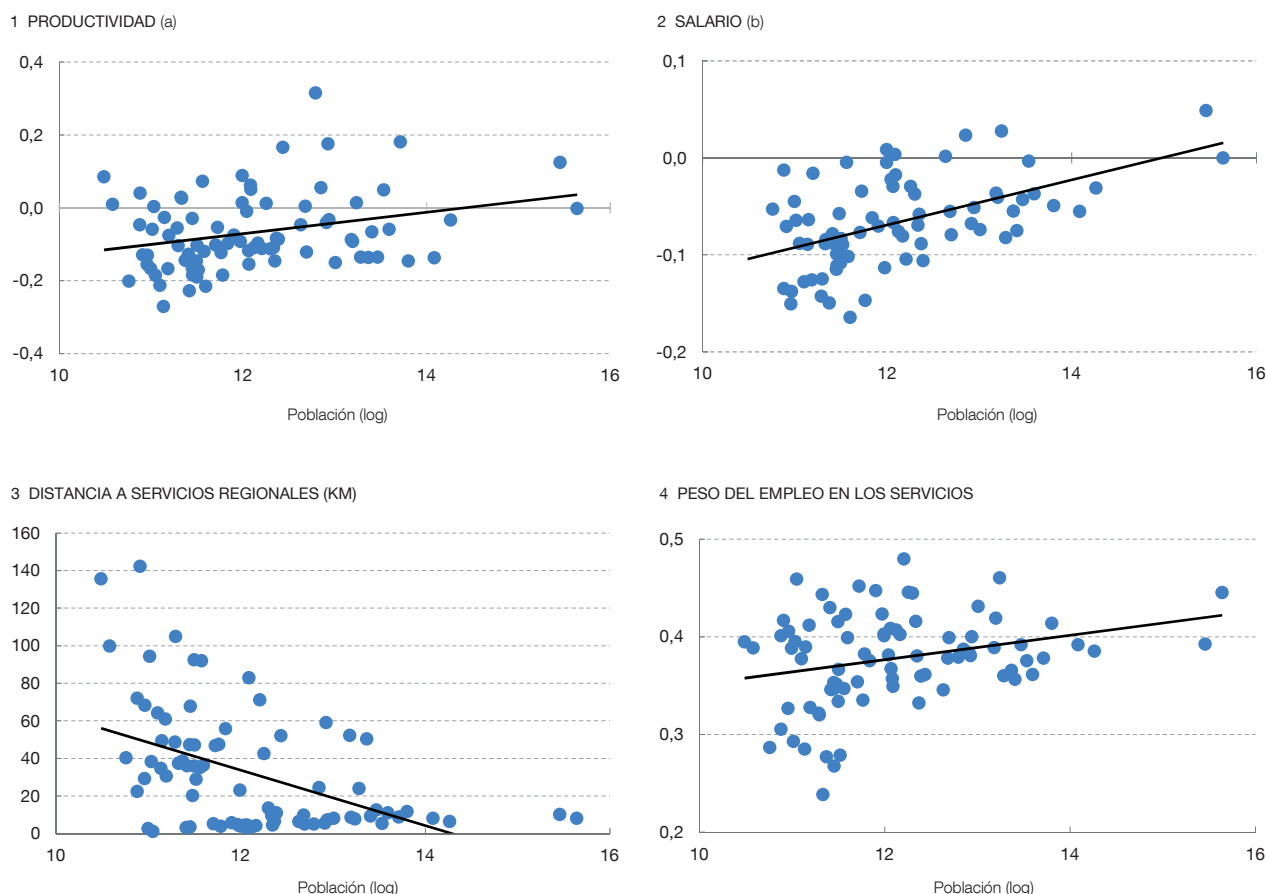 1 PRODUCTIVIDAD (a)
0,4
0,2
0,0
-0,2
-0,4
10 12 14 16
Población (log)
2 SALARIO (b)
0,1
0,0
-0,1
-0,2
10 12 14 16
Población (log)
3 DISTANCIA A SERVICIOS REGIONALES (KM)
160
140
120
100
80
60
40
20
0
10 12 14 16
Población (log)
4 PESO DEL EMPLEO EN LOS SERVICIOS
0,5
0,4
0,3
0,2
10 12 14 16
Población (log)